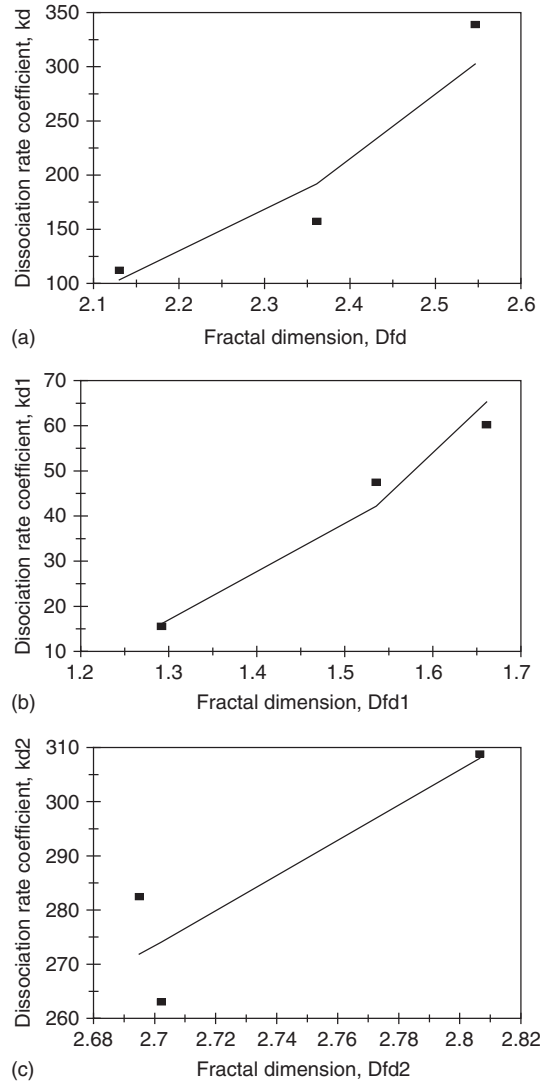 350
300
250
200
150
100
Dissociation rate coefficient, kd
2.1 2.2 2.3 2.4 2.5 2.6
(a) Fractal dimension, Dfd
70
60
50
40
30
20
10
Disociation rate coefficient, kd1
1.2 1.3 1.4 1.5 1.6 1.7
(b) Fractal dimension, Dfd1
310
300
290
280
270
260
Dissociation rate coefficient, kd2
2.68 2.7 2.72 2.74 2.76 2.78 2.8 2.82
(c) Fractal dimension, Dfd2